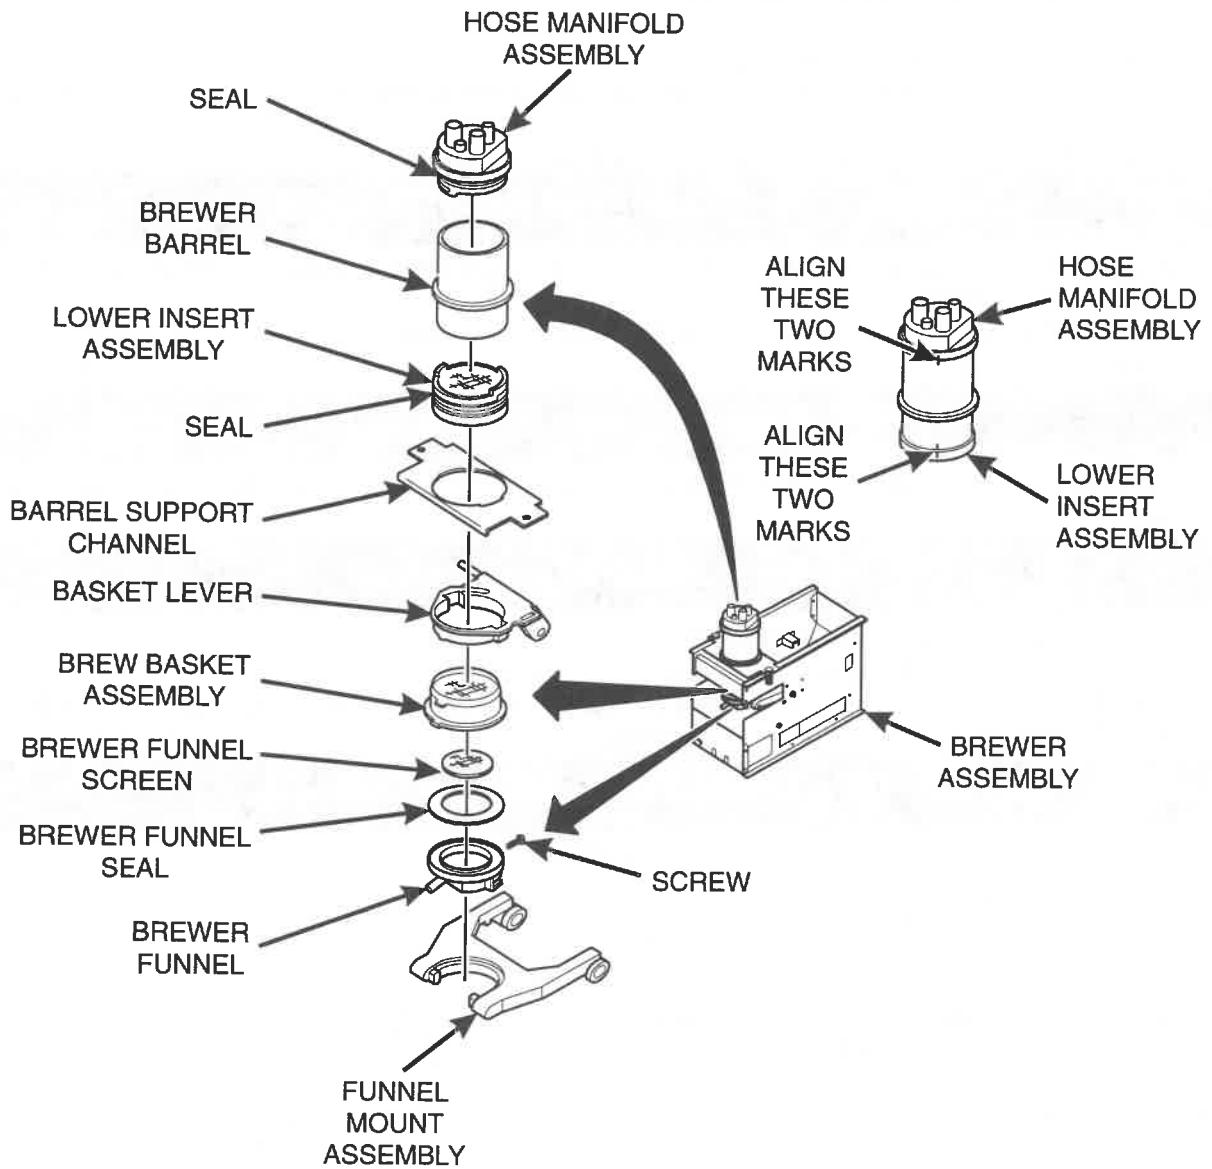 HOSE MANIFOLD
ASSEMBLY
SEAL
BREWER
BARREL
LOWER INSERT
ASSEMBLY
SEAL
BARREL SUPPORT
CHANNEL
BASKET LEVER
BREW BASKET
ASSEMBLY
BREWER FUNNEL
SCREEN
BREWER FUNNEL
SEAL
BREWER
FUNNEL
FUNNEL
MOUNT
ASSEMBLY
SCREW
ALIGN
THESE
TWO
MARKS
HOSE
MANIFOLD
ASSEMBLY
ALIGN
THESE
TWO
MARKS
LOWER
INSERT
ASSEMBLY
BREWER
ASSEMBLY